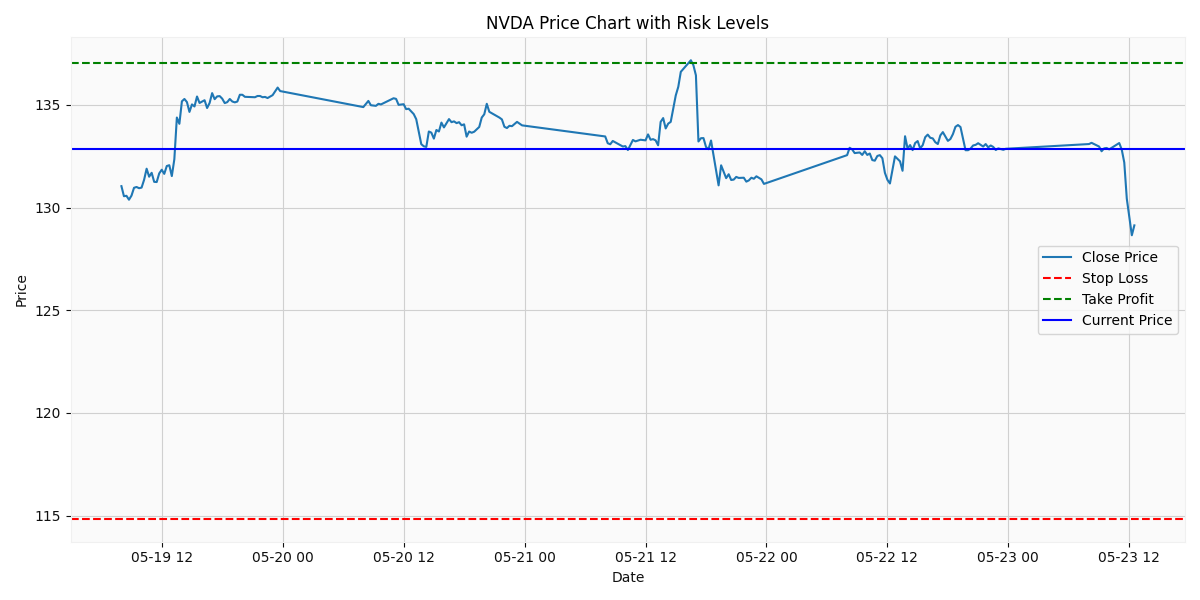 NVDA Price Chart with Risk Levels
Price
135
130
125
120
115
Close Price
Stop Loss
Take Profit
Current Price
05-19 12
05-20 00
05-20 12
05-21 00
05-21 12
05-22 00
05-22 12
05-23 00
05-23 12
Date